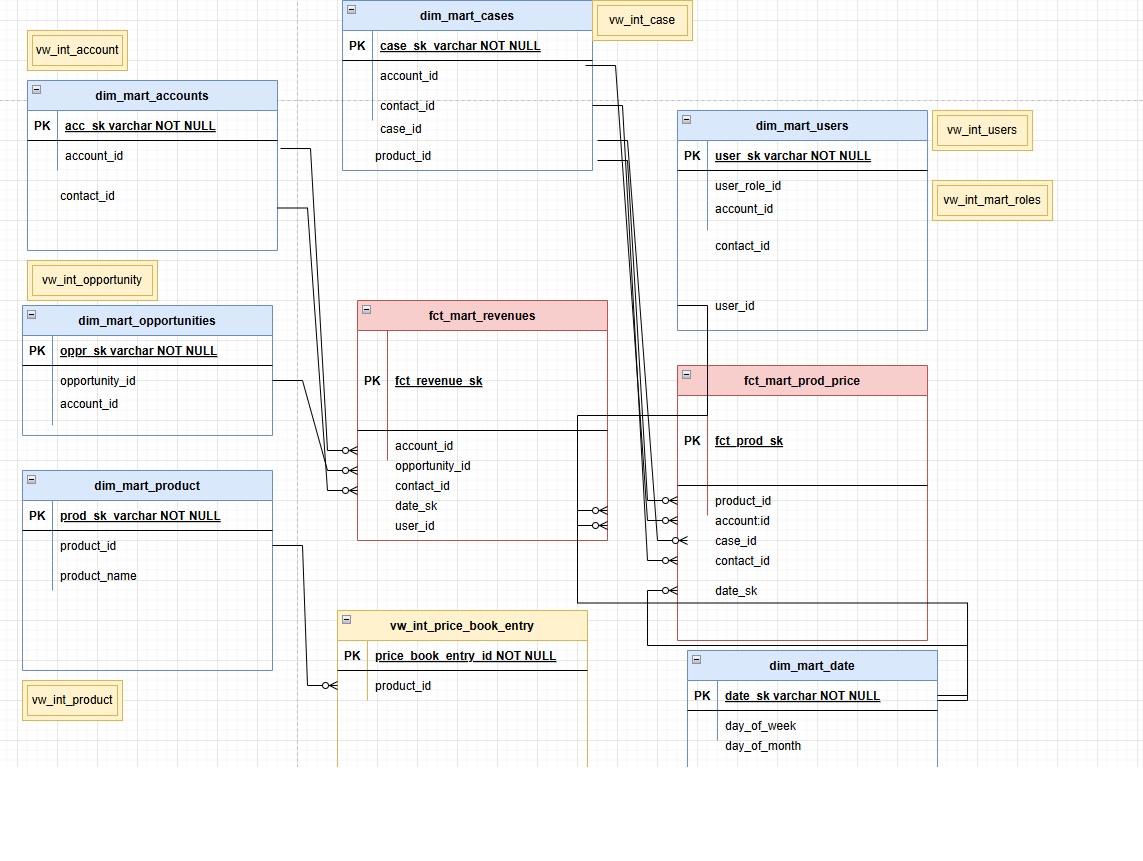 vw_int_account
dim_mart_accounts
PK acc_sk varchar NOT NULL
account_id
contact_id
vw_int_opportunity
dim_mart_opportunities
PK oppr_sk varchar NOT NULL
opportunity_id
account_id
dim_mart_product
PK prod_sk varchar NOT NULL
product_id
product_name
vw_int_product
dim_mart_cases
PK case_sk varchar NOT NULL
account_id
contact_id
case_id
product_id
vw_int_case
fct_mart_revenues
PK fct_revenue_sk
account_id
opportunity_id
contact_id
date_sk
user_id
vw_int_price_book_entry
PK price_book_entry_id NOT NULL
product_id
dim_mart_users
PK user_sk varchar NOT NULL
user_role_id
account_id
contact_id
user_id
vw_int_users
vw_int_mart_roles
fct_mart_prod_price
PK fct_prod_sk
product_id
account:id
case_id
contact_id
date_sk
dim_mart_date
PK date_sk varchar NOT NULL
day_of_week
day_of_month